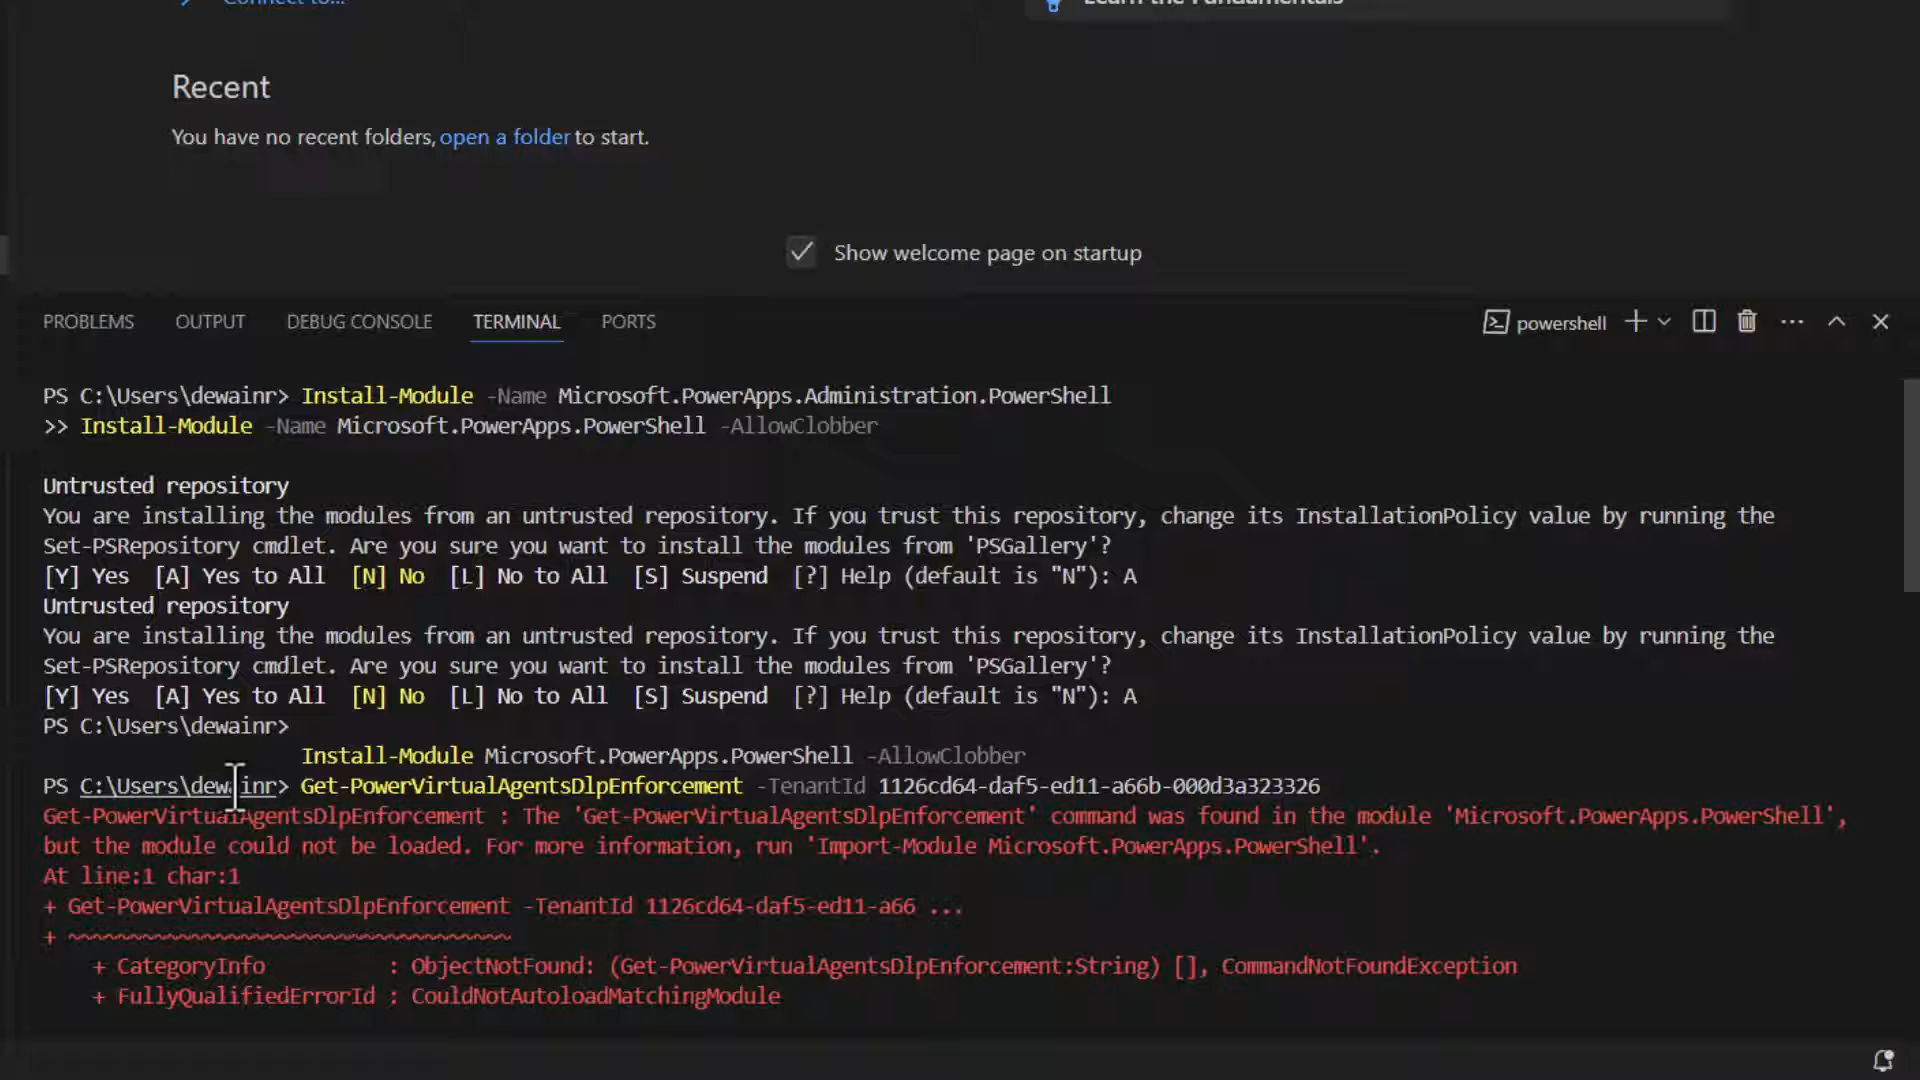 Connect to...
Learn the Fundamentals
Recent
You have no recent folders, open a folder to start.
Show welcome page on startup
PROBLEMS OUTPUT DEBUG CONSOLE TERMINAL PORTS powershell
PS C:\Users\dewainr> Install-Module -Name Microsoft.PowerApps.Administration.PowerShell
>> Install-Module -Name Microsoft.PowerApps.PowerShell -AllowClobber
Untrusted repository
You are installing the modules from an untrusted repository. If you trust this repository, change its InstallationPolicy value by running the
Set-PSRepository cmdlet. Are you sure you want to install the modules from 'PSGallery'?
[Y] Yes [A] Yes to All [N] No [L] No to All [S] Suspend [?] Help (default is "N"): A
Untrusted repository
You are installing the modules from an untrusted repository. If you trust this repository, change its InstallationPolicy value by running the
Set-PSRepository cmdlet. Are you sure you want to install the modules from 'PSGallery'?
[Y] Yes [A] Yes to All [N] No [L] No to All [S] Suspend [?] Help (default is "N"): A
PS C:\Users\dewainr>
Install-Module Microsoft.PowerApps.PowerShell -AllowClobber
PS C:\Users\dewainr> Get-PowerVirtualAgentsDlpEnforcement -TenantId 1126cd64-daf5-ed11-a66b-000d3a323326
Get-PowerVirtualAgentsDlpEnforcement : The 'Get-PowerVirtualAgentsDlpEnforcement' command was found in the module 'Microsoft.PowerApps.PowerShell',
but the module could not be loaded. For more information, run 'Import-Module Microsoft.PowerApps.PowerShell'.
At line:1 char:1
+ Get-PowerVirtualAgentsDlpEnforcement -TenantId 1126cd64-daf5-ed11-a66 ...
+ ~~~~~~~~~~~~~~~~~~~~~~~~~~~~~~~~~~~~
+ CategoryInfo : ObjectNotFound: (Get-PowerVirtualAgentsDlpEnforcement:String) [], CommandNotFoundException
+ FullyQualifiedErrorId : CouldNotAutoloadMatchingModule